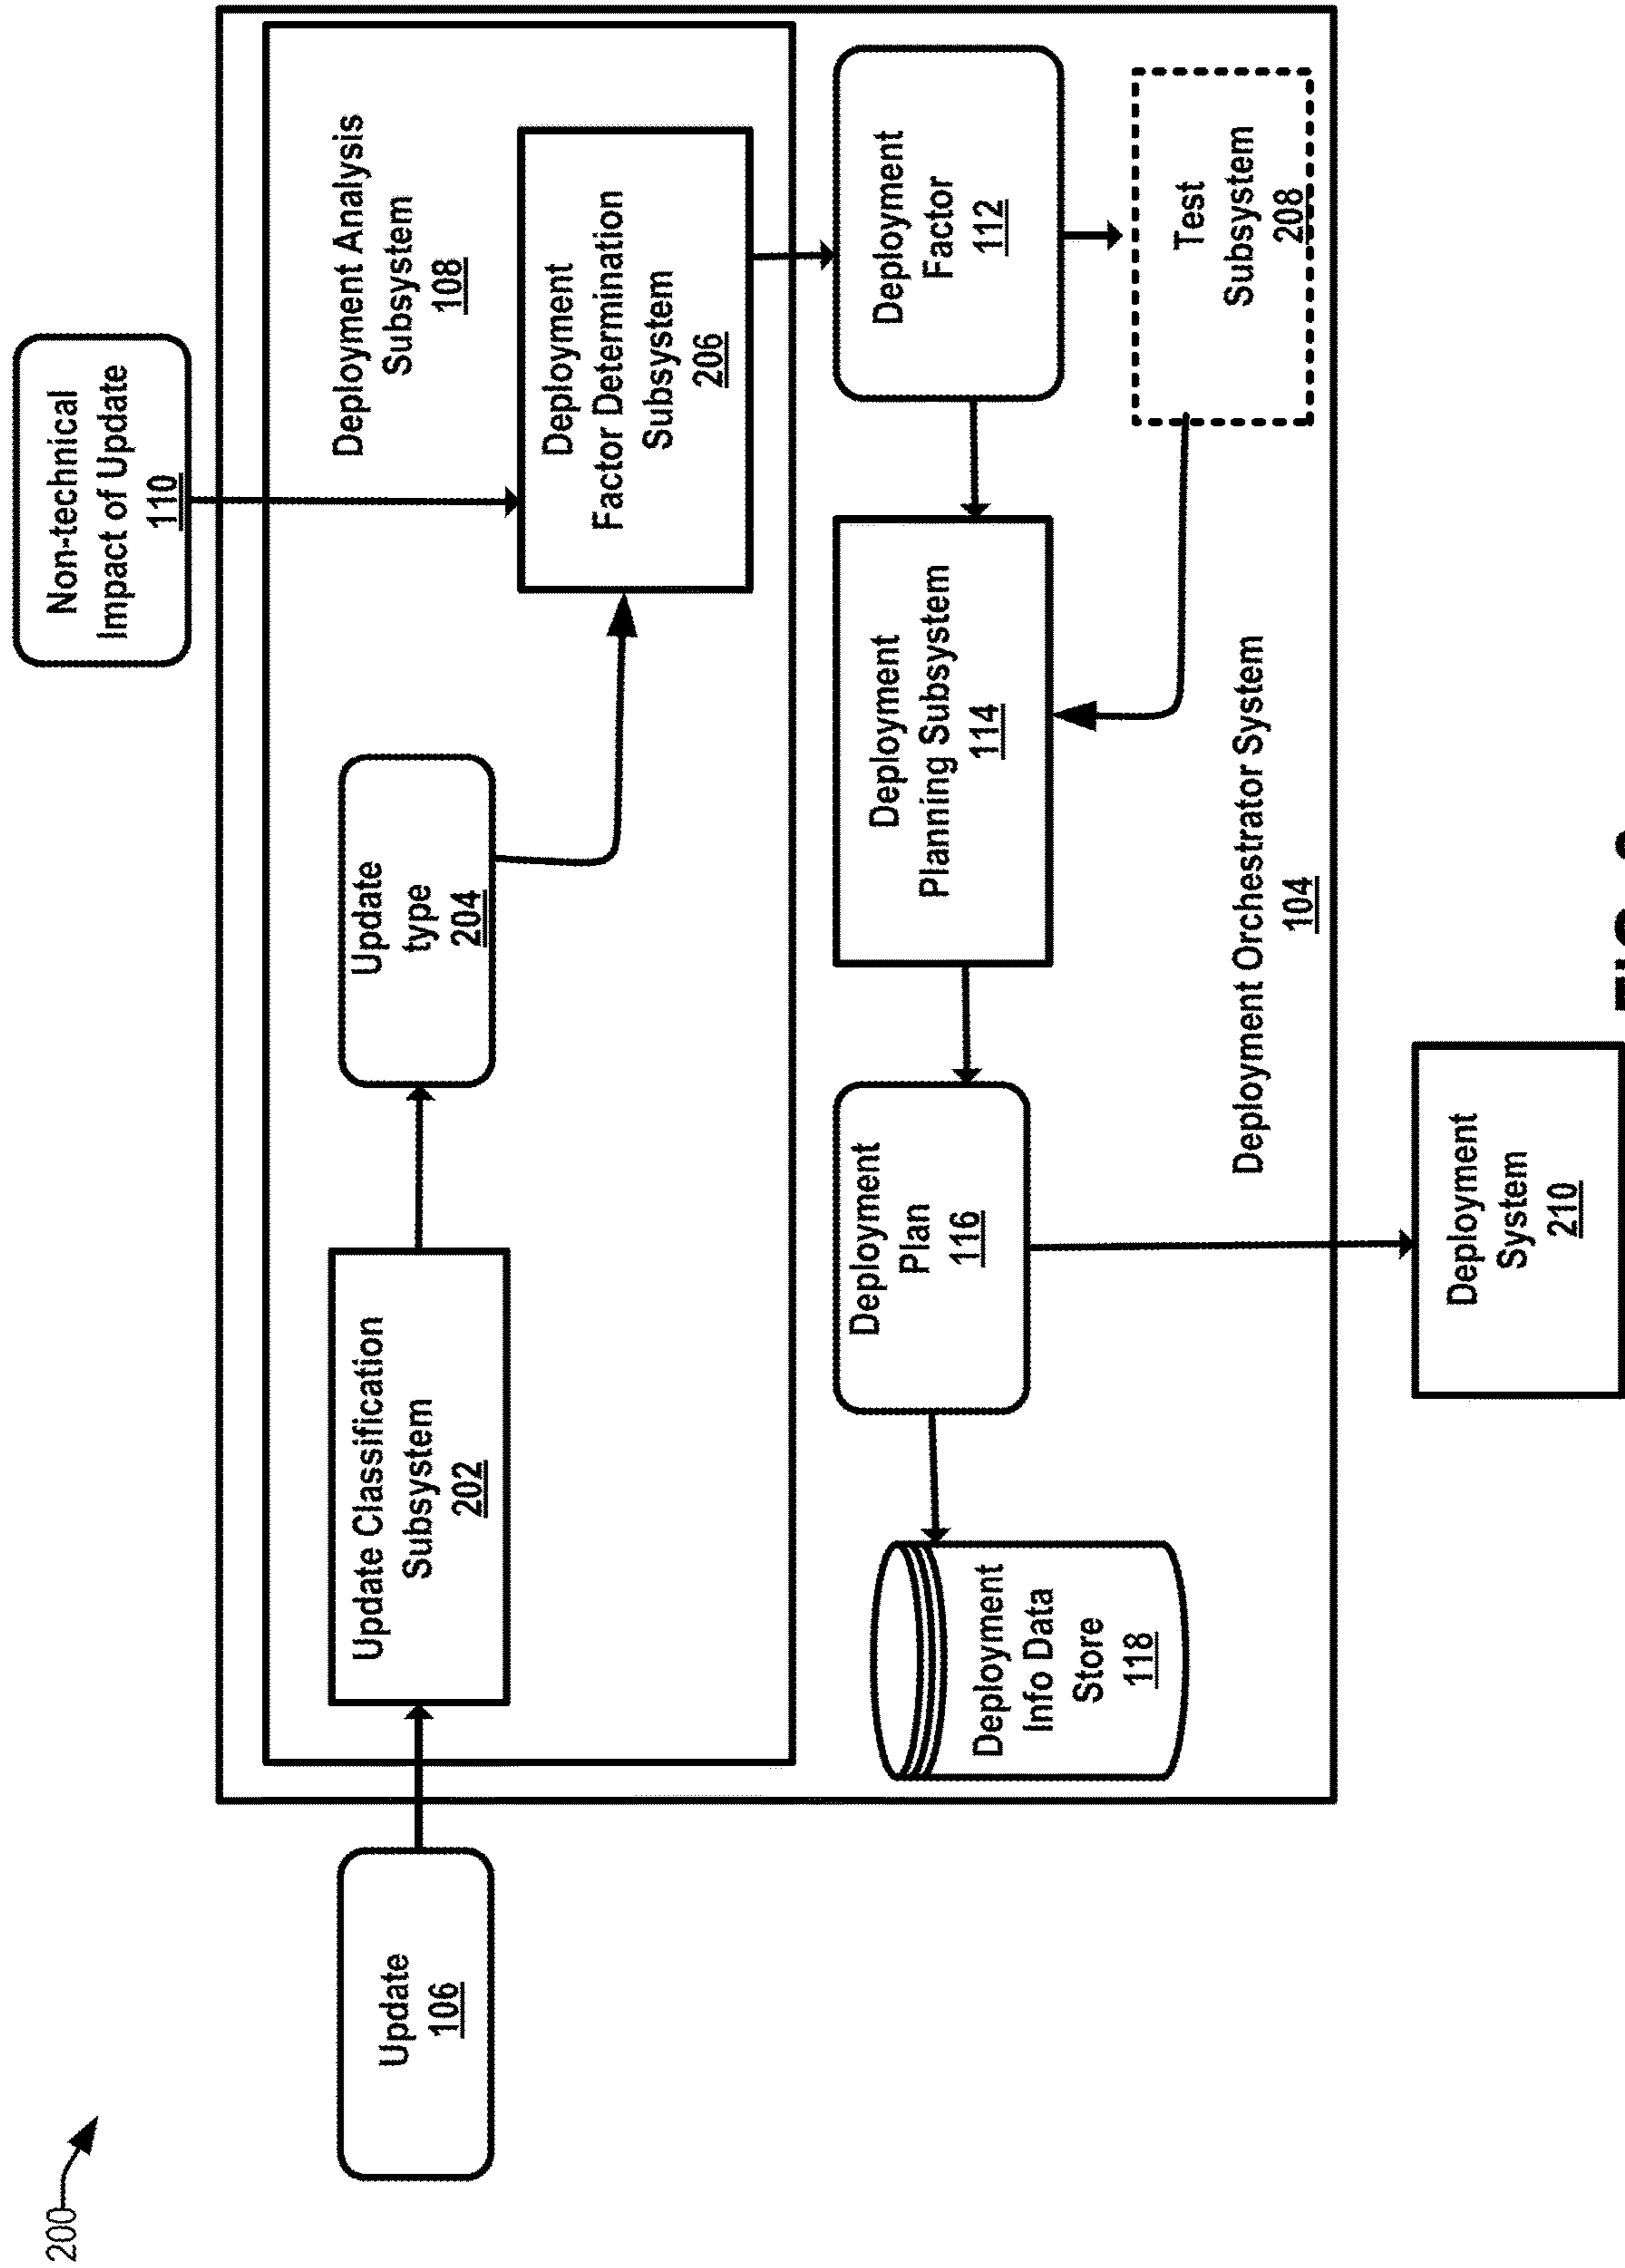 200
Non-technical
Impact of Update
110
Deployment Analysis
Subsystem
108
Update
106
Update Classification
Subsystem
202
Update
type
204
Deployment
Factor Determination
Subsystem
206
Deployment
Info Data
Store
118
Deployment
Plan
116
Deployment
Planning Subsystem
114
Deployment
Factor
112
Test
Subsystem
208
Deployment Orchestrator System
104
Deployment
System
210